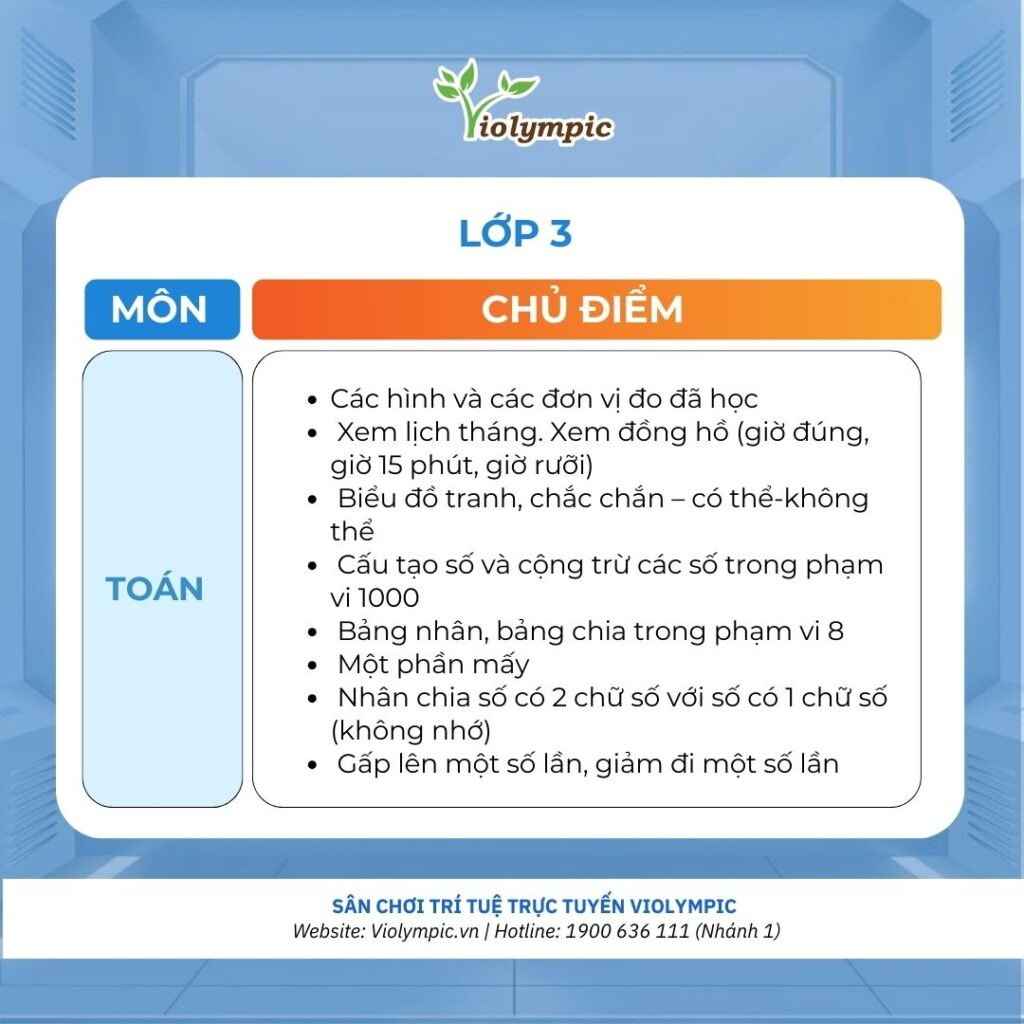 Violympic
LỚP 3
MÔN
CHỦ ĐIỂM
TOÁN
• Các hình và các đơn vị đo đã học
• Xem lịch tháng. Xem đồng hồ (giờ đúng,
giờ 15 phút, giờ rưỡi)
• Biểu đồ tranh, chắc chắn – có thể-không
thể
• Cấu tạo số và cộng trừ các số trong phạm
vi 1000
• Bảng nhân, bảng chia trong phạm vi 8
• Một phần mấy
• Nhân chia số có 2 chữ số với số có 1 chữ số
(không nhớ)
• Gấp lên một số lần, giảm đi một số lần
SÂN CHƠI TRÍ TUỆ TRỰC TUYẾN VIOLYMPIC
Website: Violympic.vn | Hotline: 1900 636 111 (Nhánh 1)